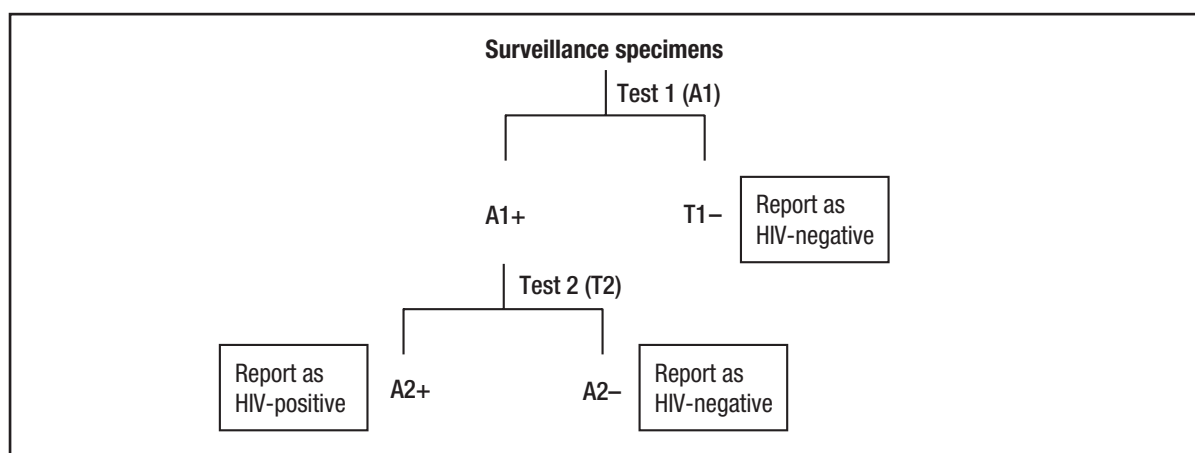 Surveillance specimens
Test 1 (A1)
A1+
T1–
Report as
HIV-negative
Test 2 (T2)
Report as
HIV-positive
A2+
A2–
Report as
HIV-negative